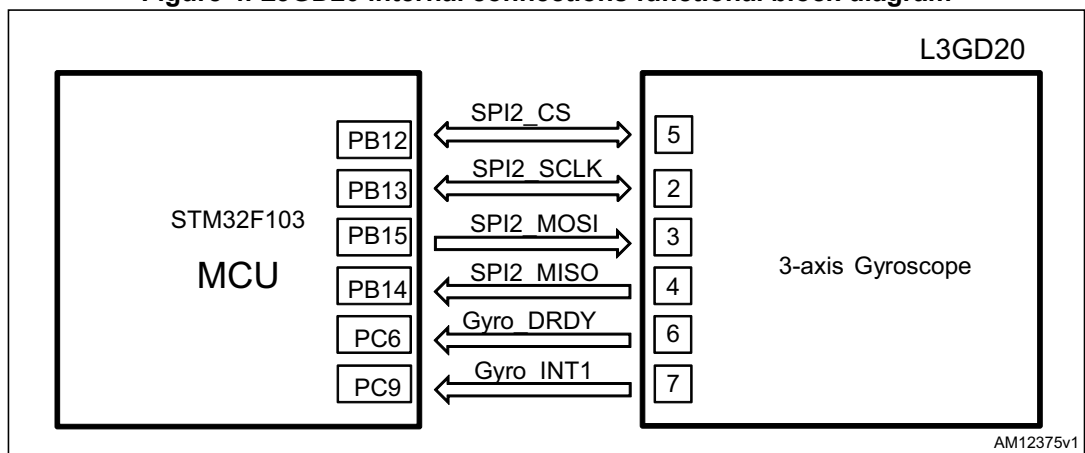 L3GD20
SPI2_CS
PB12
5
SPI2_SCLK
PB13
2
STM32F103
SPI2_MOSI
PB15
3
MCU
3-axis Gyroscope
SPI2_MISO
PB14
4
Gyro_DRDY
PC6
6
Gyro_INT1
PC9
7
AM12375v1